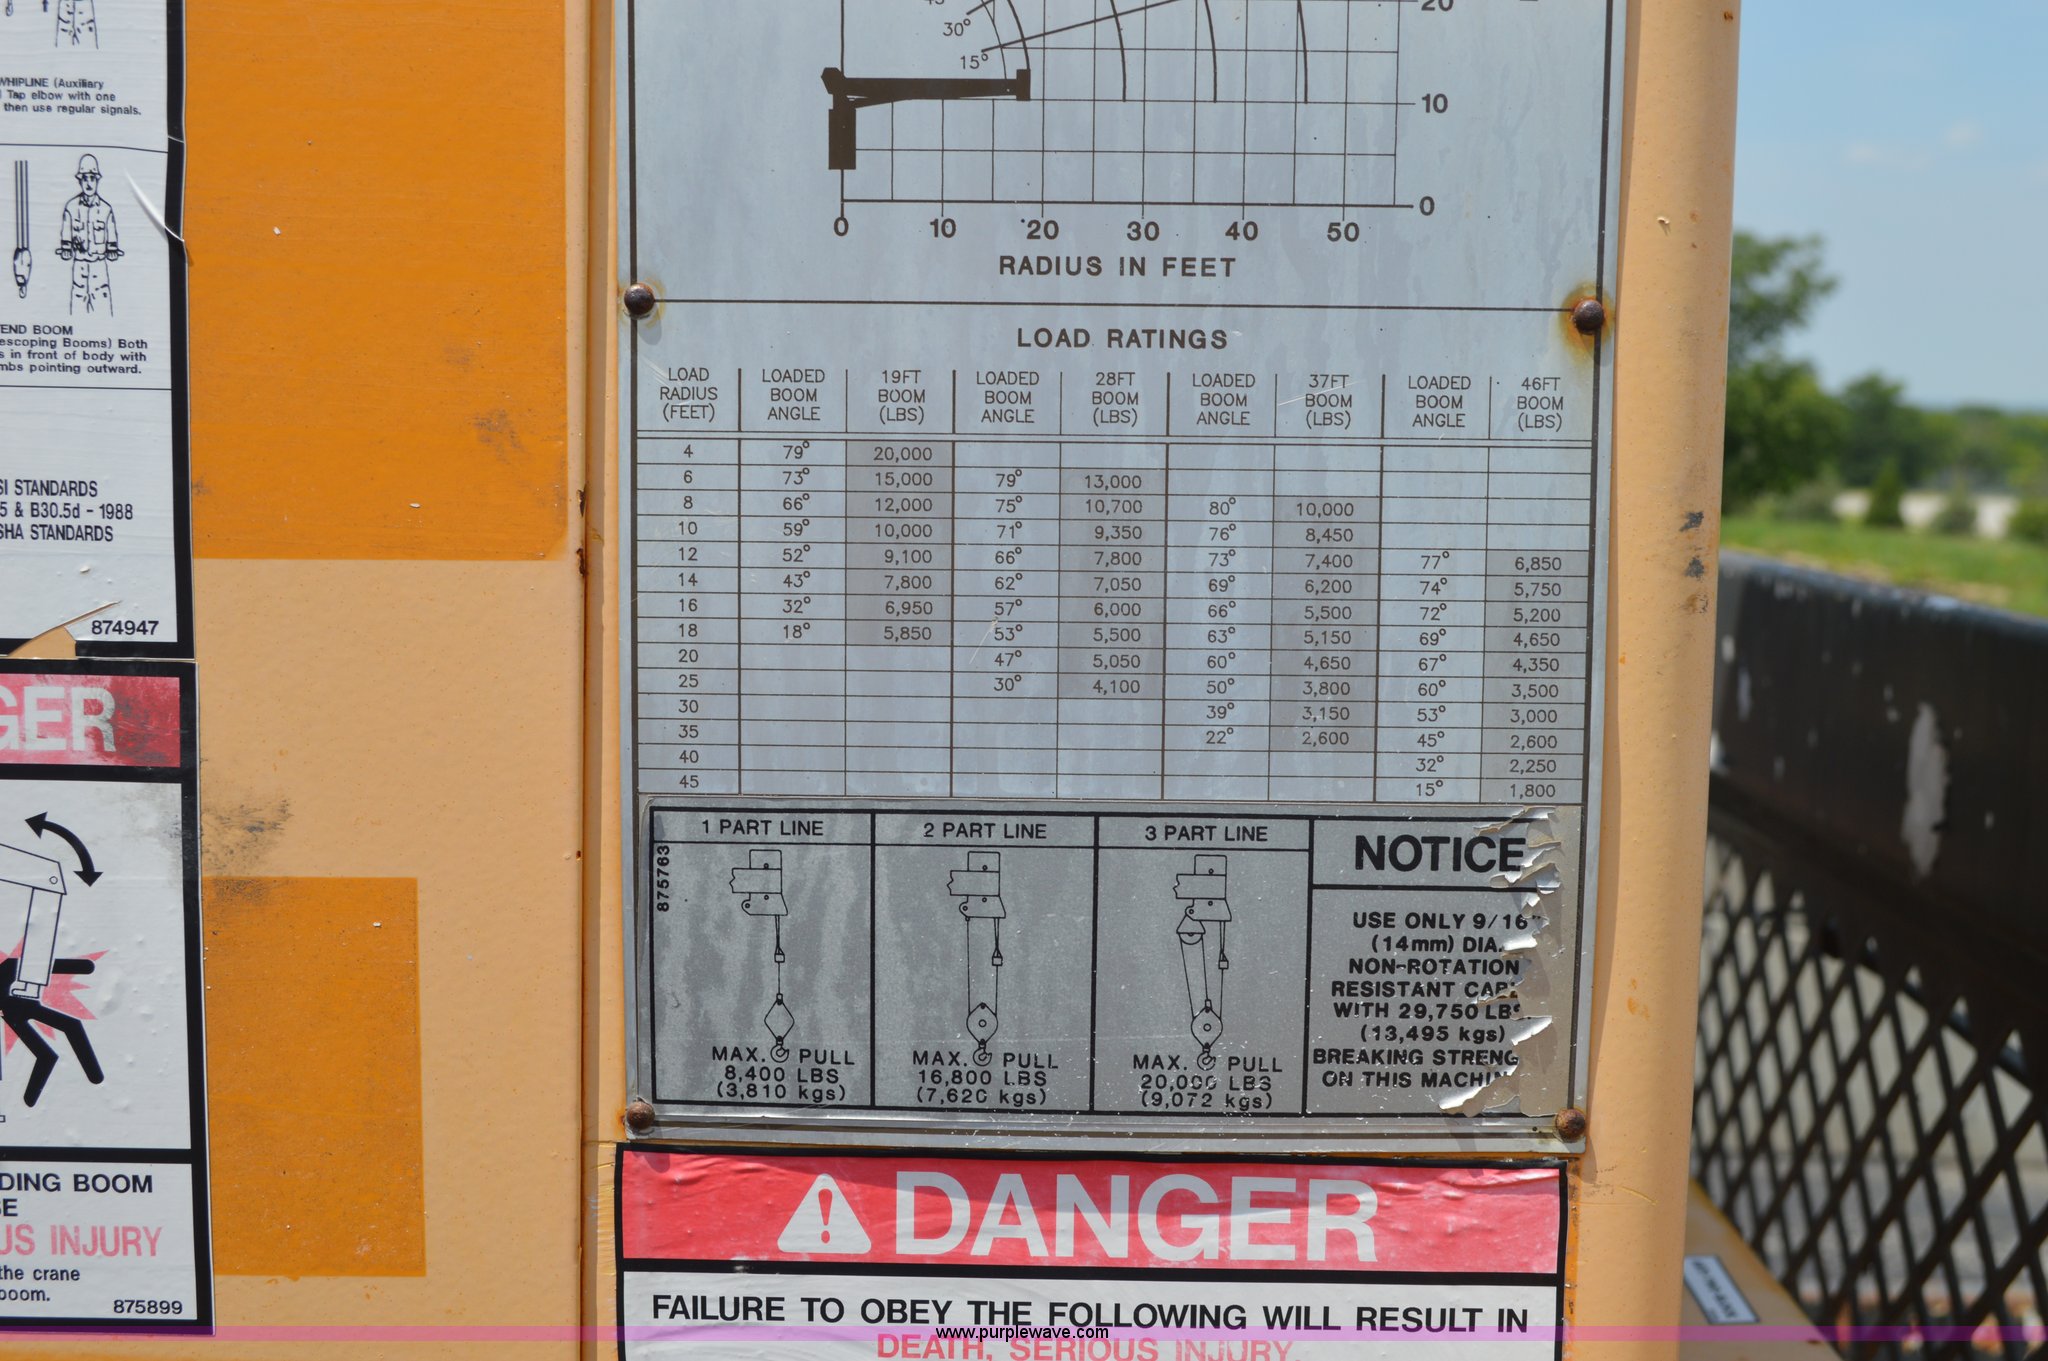 WHIPLINE (Auxiliary
Tap elbow with one
then use regular signals.
TEND BOOM
escoping Booms) Both
in front of body with
mbs pointing outward.
SI STANDARDS
5 & B30.5d - 1988
SHA STANDARDS
874947
GER
DING BOOM
SE
US INJURY
the crane
boom.
875899
20
45°
30°
15°
10
0
0 10 20 30 40 50
RADIUS IN FEET
LOAD RATINGS
LOAD RADIUS (FEET) LOADED BOOM ANGLE 19FT BOOM (LBS) LOADED BOOM ANGLE 28FT BOOM (LBS) LOADED BOOM ANGLE 37FT BOOM (LBS) LOADED BOOM ANGLE 46FT BOOM (LBS)
4 79° 20,000
6 73° 15,000 79° 13,000
8 66° 12,000 75° 10,700 80° 10,000
10 59° 10,000 71° 9,350 76° 8,450
12 52° 9,100 66° 7,800 73° 7,400 77° 6,850
14 43° 7,800 62° 7,050 69° 6,200 74° 5,750
16 32° 6,950 57° 6,000 66° 5,500 72° 5,200
18 18° 5,850 53° 5,500 63° 5,150 69° 4,650
20 47° 5,050 60° 4,650 67° 4,350
25 30° 4,100 50° 3,800 60° 3,500
30 39° 3,150 53° 3,000
35 22° 2,600 45° 2,600
40 32° 2,250
45 15° 1,800
875763
1 PART LINE
MAX. PULL
8,400 LBS
(3,810 kgs)
2 PART LINE
MAX. PULL
16,800 LBS
(7,620 kgs)
3 PART LINE
MAX. PULL
20,000 LBS
(9,072 kgs)
NOTICE
USE ONLY 9/16"
(14mm) DIA.
NON-ROTATION
RESISTANT CABL
WITH 29,750 LBS
(13,495 kgs)
BREAKING STRENG
ON THIS MACHIN
DANGER
FAILURE TO OBEY THE FOLLOWING WILL RESULT IN
DEATH, SERIOUS INJURY,
www.purplewave.com